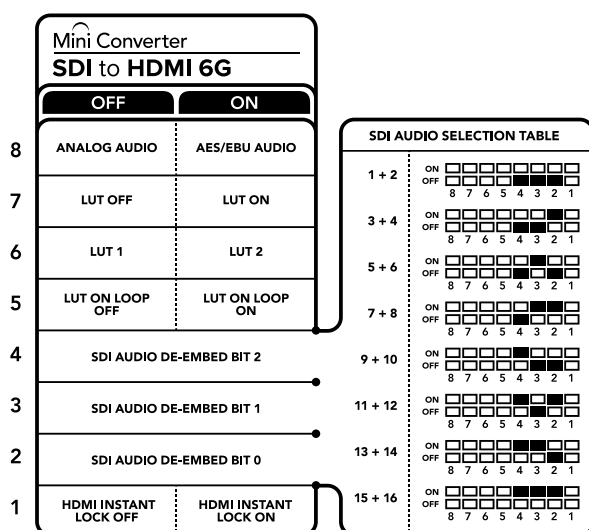 Mini Converter
SDI to HDMI 6G
OFF ON
8 ANALOG AUDIO AES/EBU AUDIO
7 LUT OFF LUT ON
6 LUT 1 LUT 2
5 LUT ON LOOP OFF LUT ON LOOP ON
4 SDI AUDIO DE-EMBED BIT 2
3 SDI AUDIO DE-EMBED BIT 1
2 SDI AUDIO DE-EMBED BIT 0
1 HDMI INSTANT LOCK OFF HDMI INSTANT LOCK ON
SDI AUDIO SELECTION TABLE
1 + 2 ON
OFF
8 7 6 5 4 3 2 1
3 + 4 ON
OFF
8 7 6 5 4 3 2 1
5 + 6 ON
OFF
8 7 6 5 4 3 2 1
7 + 8 ON
OFF
8 7 6 5 4 3 2 1
9 + 10 ON
OFF
8 7 6 5 4 3 2 1
11 + 12 ON
OFF
8 7 6 5 4 3 2 1
13 + 14 ON
OFF
8 7 6 5 4 3 2 1
15 + 16 ON
OFF
8 7 6 5 4 3 2 1